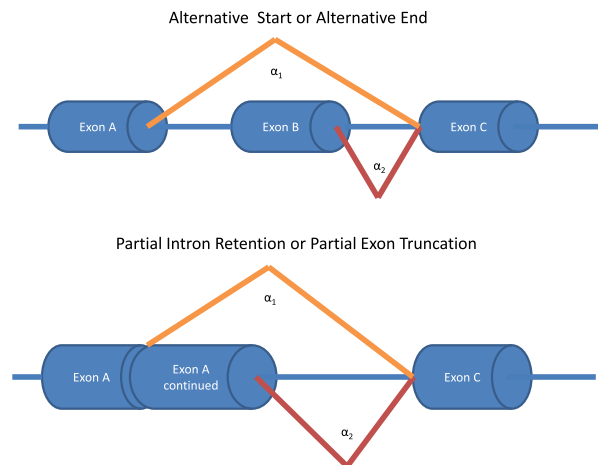 Alternative  Start or Alternative End
α1
Exon A
Exon B
Exon C
α2
Partial Intron Retention or Partial Exon Truncation
α1
Exon A
Exon A
continued
Exon C
α2